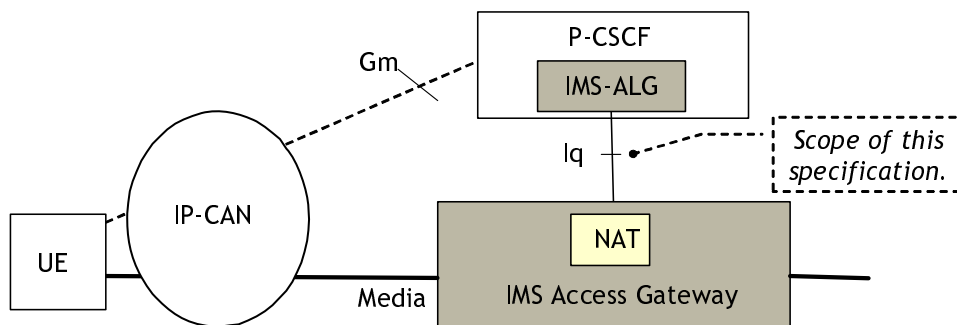 P-CSCF
Gm
IMS-ALG
Iq
Scope of this
specification.
IP-CAN
NAT
UE
Media
IMS Access Gateway